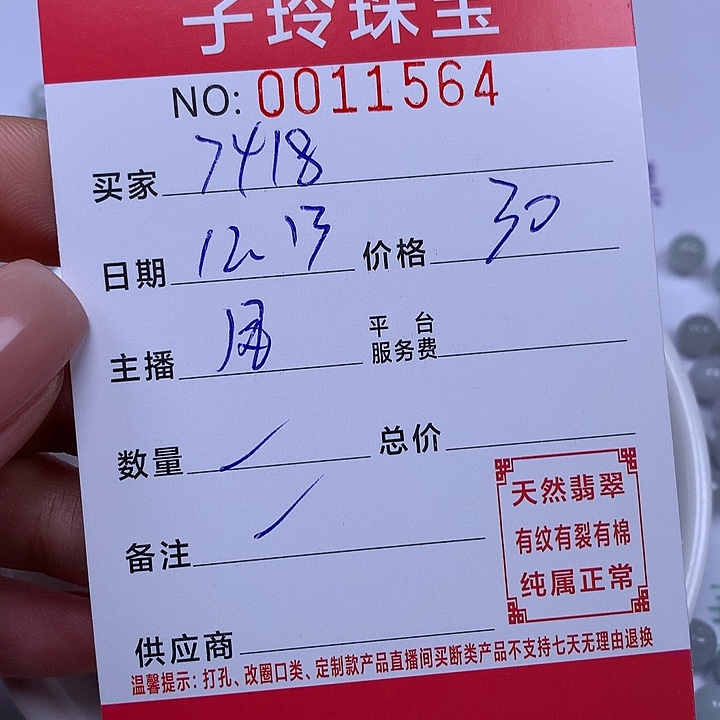 子玲珠宝
NO: 0011564
买家 7418
日期 12.13 价格 30
主播 周
平台
服务费
数量
总价
备注
天然翡翠
有纹有裂有棉
纯属正常
供应商
温馨提示: 打孔、改圈口类、定制款产品直播间买断类产品不支持七天无理由退换